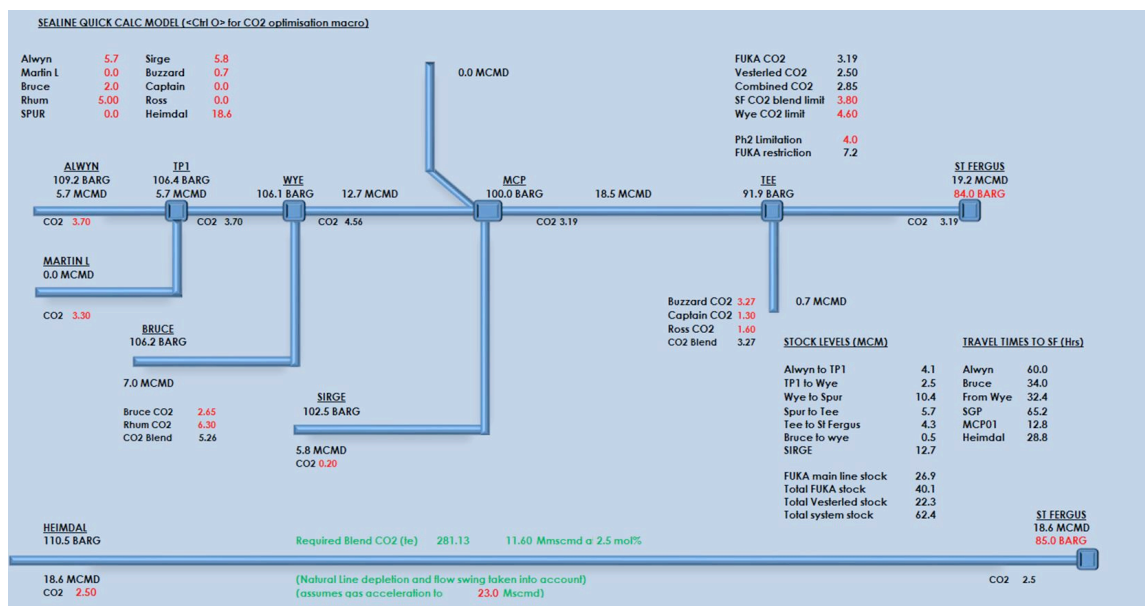 SEALINE QUICK CALC MODEL (<Ctrl O> for CO2 optimisation macro)
Alwyn 5.7 Sirge 5.8
Martin L 0.0 Buzzard 0.7
Bruce 2.0 Captain 0.0
Rhum 5.00 Ross 0.0
SPUR 0.0 Heimdal 18.6
0.0 MCMD
FUKA CO2 3.19
Vesterled CO2 2.50
Combined CO2 2.85
SF CO2 blend limit 3.80
Wye CO2 limit 4.60
Ph2 Limitation 4.0
FUKA restriction 7.2
ALWYN
109.2 BARG
5.7 MCMD
TP1
106.4 BARG
5.7 MCMD
WYE
106.1 BARG
12.7 MCMD
MCP
100.0 BARG
18.5 MCMD
TEE
91.9 BARG
ST FERGUS
19.2 MCMD
84.0 BARG
CO2 3.70
CO2 3.70
CO2 4.56
CO2 3.19
CO2 3.19
MARTIN L
0.0 MCMD
CO2 3.30
BRUCE
106.2 BARG
7.0 MCMD
Bruce CO2 2.65
Rhum CO2 6.30
CO2 Blend 5.26
SIRGE
102.5 BARG
5.8 MCMD
CO2 0.20
Buzzard CO2 3.27
Captain CO2 1.30
Ross CO2 1.60
CO2 Blend 3.27
0.7 MCMD
STOCK LEVELS (MCM)
Alwyn to TP1 4.1
TP1 to Wye 2.5
Wye to Spur 10.4
Spur to Tee 5.7
Tee to St Fergus 4.3
Bruce to wye 0.5
SIRGE 12.7
FUKA main line stock 26.9
Total FUKA stock 40.1
Total Vesterled stock 22.3
Total system stock 62.4
TRAVEL TIMES TO SF (Hrs)
Alwyn 60.0
Bruce 34.0
From Wye 32.4
SGP 65.2
MCP01 12.8
Heimdal 28.8
HEIMDAL
110.5 BARG
Required Blend CO2 (te) 281.13 11.60 Mmscmd a 2.5 mol%
ST FERGUS
18.6 MCMD
85.0 BARG
18.6 MCMD
CO2 2.50
(Natural Line depletion and flow swing taken into account)
(assumes gas acceleration to 23.0 Mscmd)
CO2 2.5